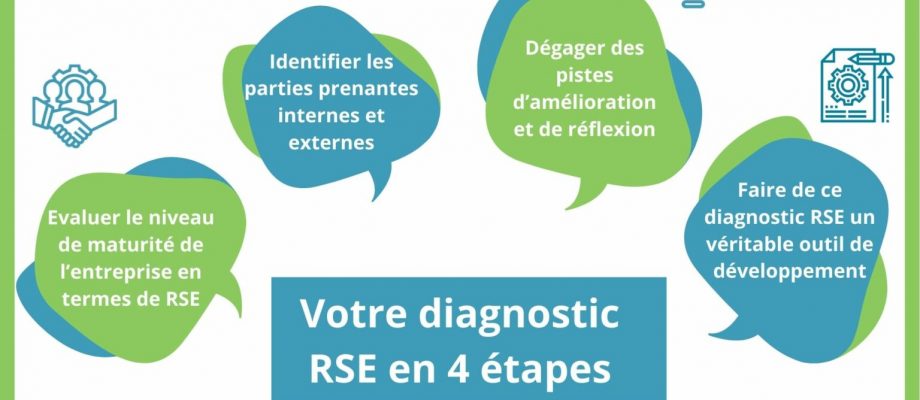 Evaluer le niveau
de maturité de
l'entreprise en
termes de RSE
Identifier les
parties prenantes
internes et
externes
Dégager des
pistes
d'amélioration
et de réflexion
Faire de ce
diagnostic RSE un
véritable outil de
développement
Votre diagnostic
RSE en 4 étapes